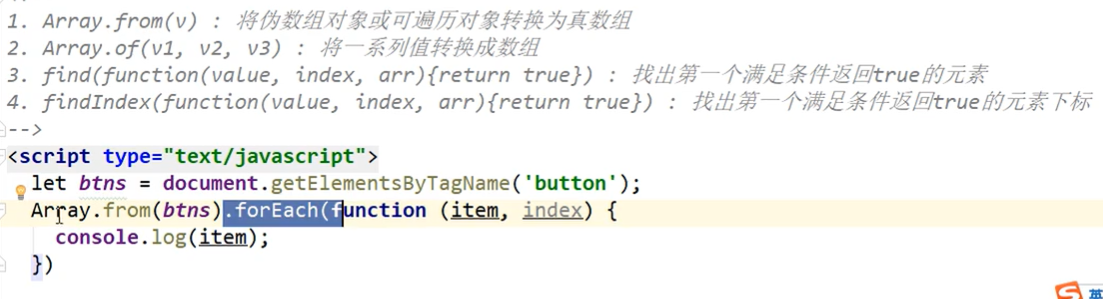 1. Array.from(v) : 将伪数组对象或可遍历对象转换为真数组
2. Array.of(v1, v2, v3) : 将一系列值转换成数组
3. find(function(value, index, arr){return true}) : 找出第一个满足条件返回true的元素
4. findIndex(function(value, index, arr){return true}) : 找出第一个满足条件返回true的元素下标
-->
<script type="text/javascript">
let btns = document.getElementsByTagName('button');
Array.from(btns).forEach(function (item, index) {
console.log(item);
})
英